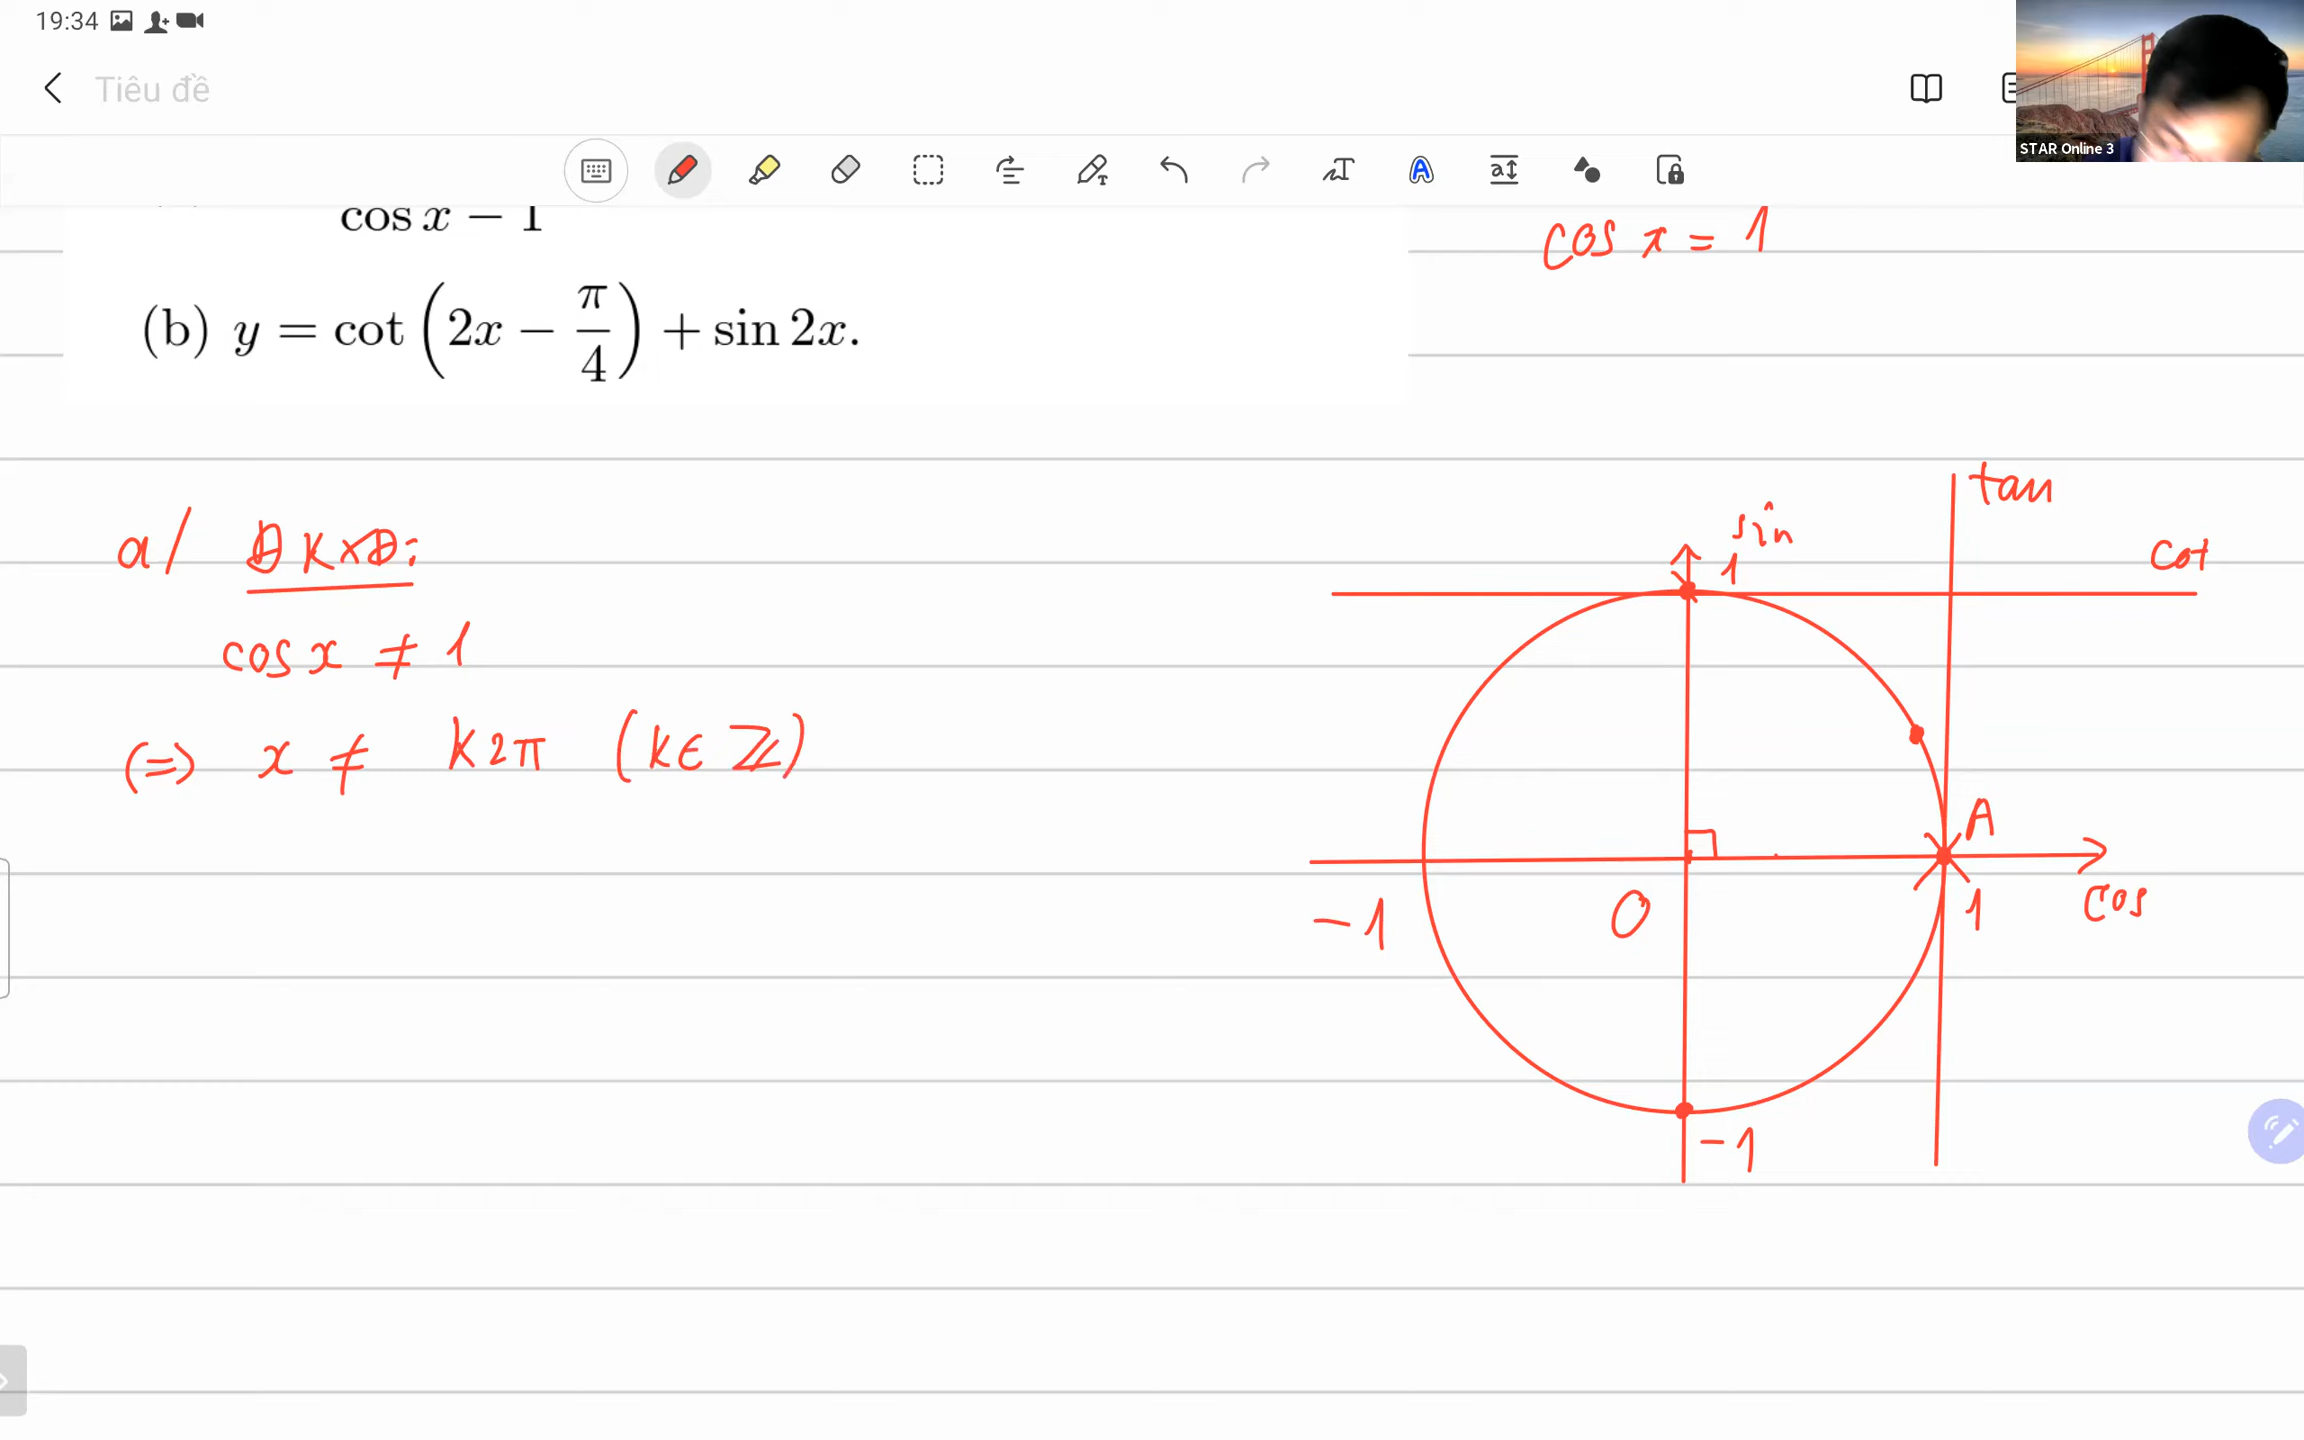 19:34
Tiêu đề
STAR Online 3
cos x − 1
cos x = 1
(b) y = cot (2x − π/4) + sin 2x.
a/ ĐKXĐ:
cos x ≠ 1
(=) x ≠ k2π (k ∈ ℤ)
tan
sin
cot
1
A
-1
O
1
cos
-1